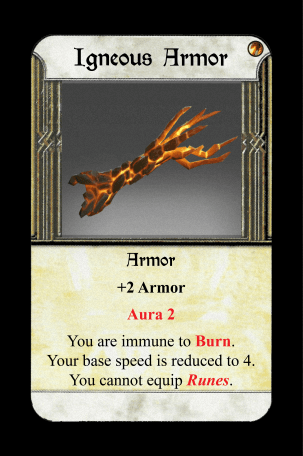 Igneous Armor
Armor
+2 Armor
Aura 2
You are immune to Burn.
Your base speed is reduced to 4.
You cannot equip Runes.